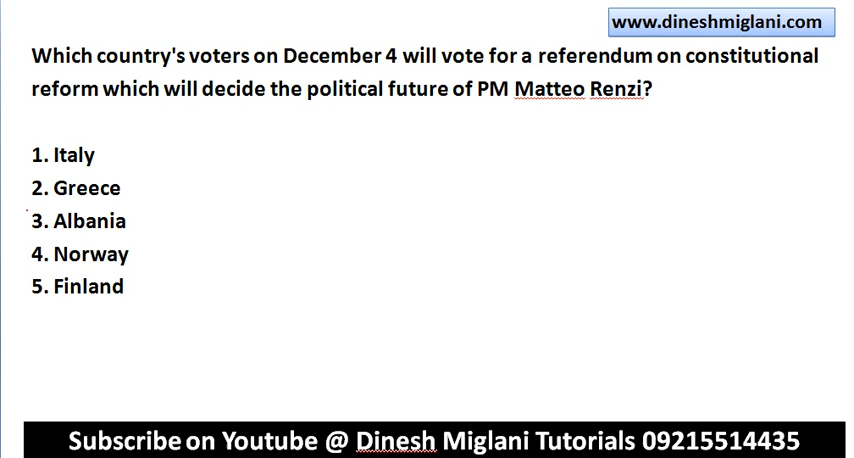 www.dineshmiglani.com
Which country's voters on December 4 will vote for a referendum on constitutional
reform which will decide the political future of PM Matteo Renzi?
1. Italy
2. Greece
3. Albania
4. Norway
5. Finland
Subscribe on Youtube @ Dinesh Miglani Tutorials 09215514435